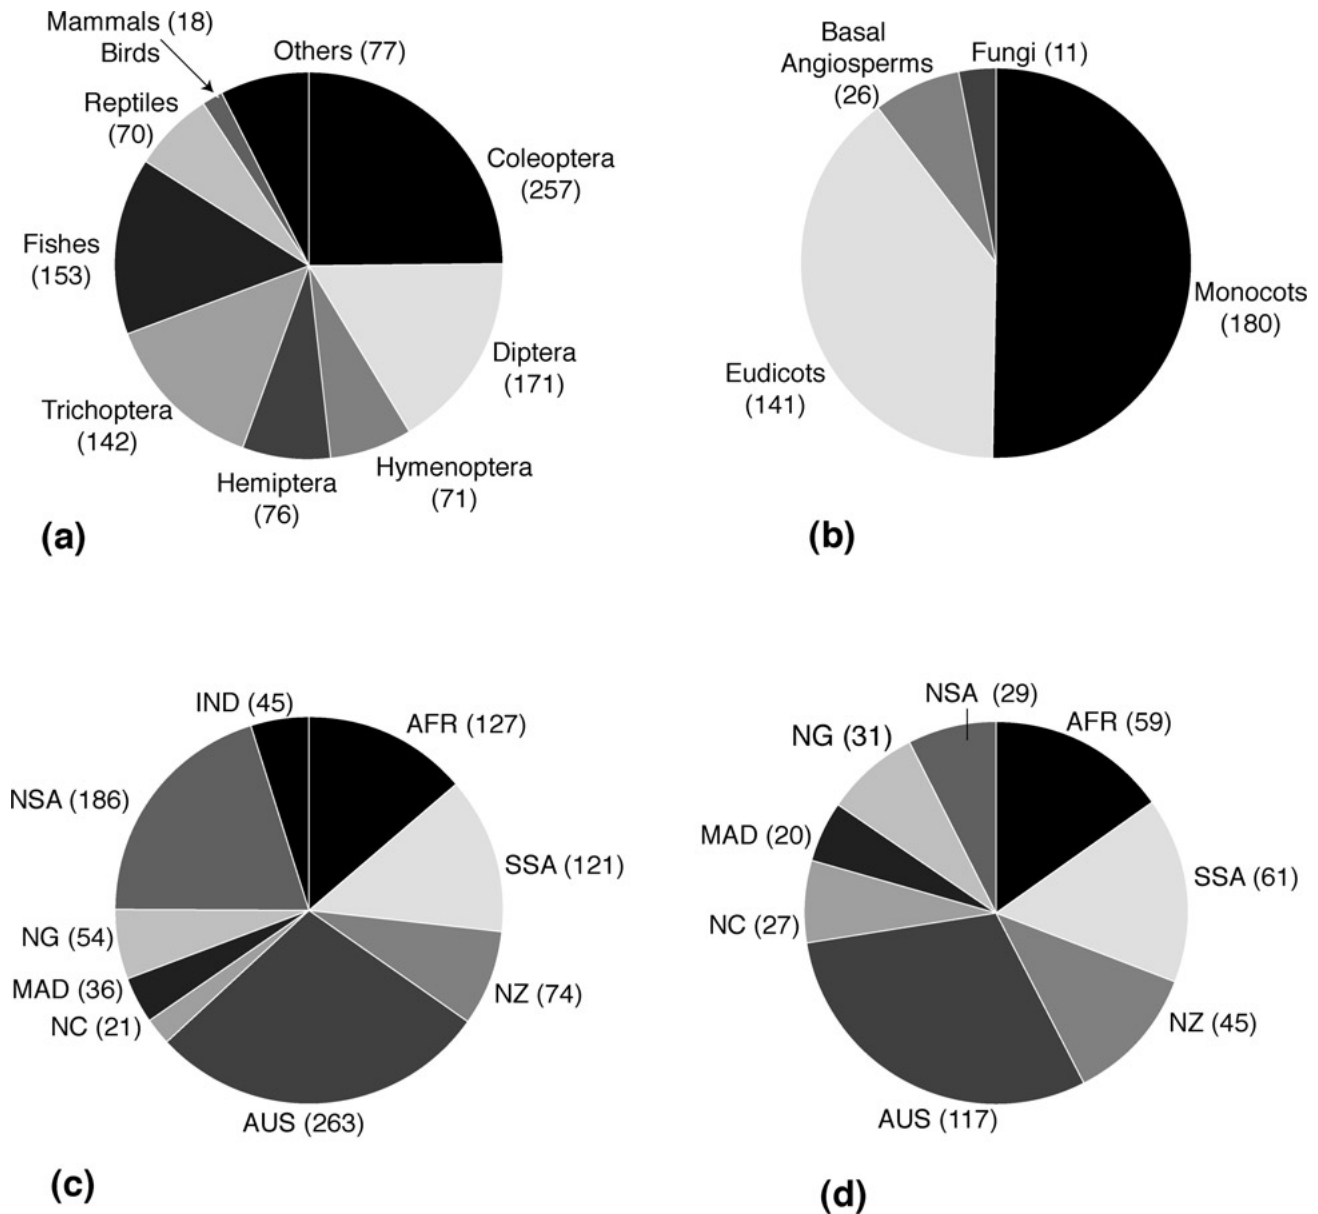 Mammals (18)
Birds
Others (77)
Reptiles
(70)
Coleoptera
(257)
Fishes
(153)
Diptera
(171)
Trichoptera
(142)
Hymenoptera
(71)
Hemiptera
(76)
(a)
Basal
Angiosperms
(26)
Fungi (11)
Monocots
(180)
Eudicots
(141)
(b)
IND (45)
AFR (127)
NSA (186)
SSA (121)
NG (54)
MAD (36)
NC (21)
NZ (74)
AUS (263)
(c)
NSA (29)
AFR (59)
NG (31)
MAD (20)
SSA (61)
NC (27)
NZ (45)
AUS (117)
(d)